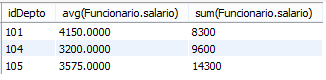 idDepto avg(Funcionario.salario) sum(Funcionario.salario)
101 4150.0000 8300
104 3200.0000 9600
105 3575.0000 14300